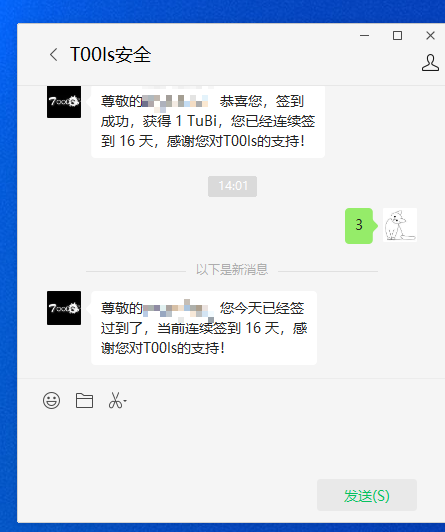 T00ls安全
尊敬的 恭喜您，签到
成功，获得 1 TuBi，您已经连续签
到 16 天，感谢您对T00ls的支持！
14:01
3
以下是新消息
尊敬的 您今天已经签
过到了，当前连续签到 16 天，感
谢您对T00ls的支持！
发送(S)